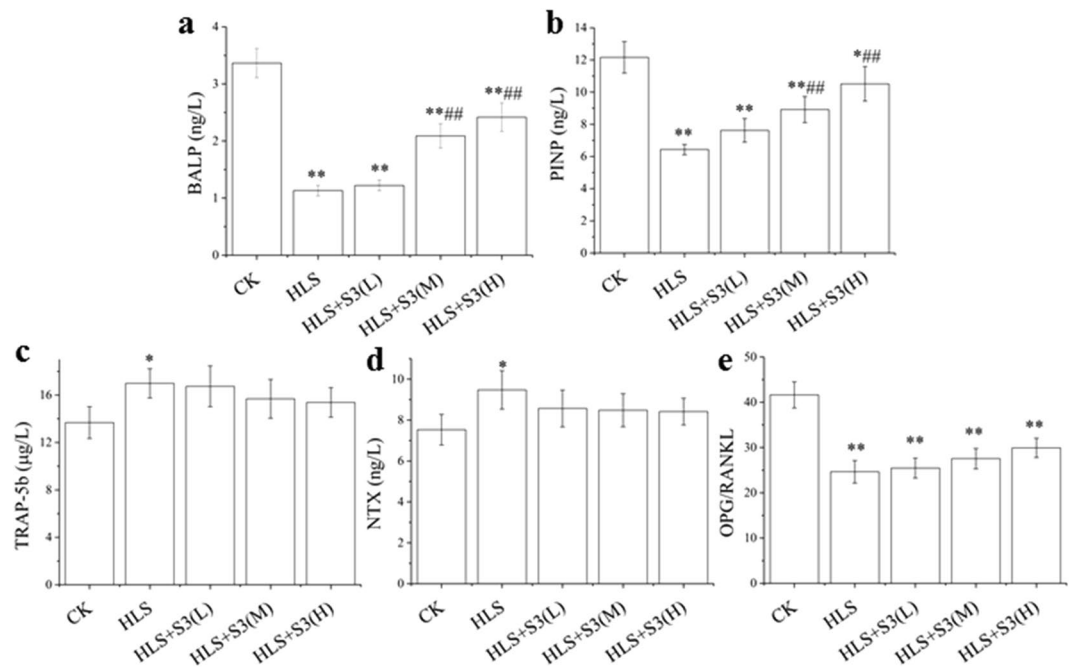 a
BALP (ng/L)
4
3
2
1
0
**
**
**##
**##
CK
HLS
HLS+S3(L)
HLS+S3(M)
HLS+S3(H)
b
PINP (ng/L)
14
12
10
8
6
4
2
0
**
**
**##
*##
CK
HLS
HLS+S3(L)
HLS+S3(M)
HLS+S3(H)
c
TRAP-5b (µg/L)
16
12
8
4
0
*
CK
HLS
HLS+S3(L)
HLS+S3(M)
HLS+S3(H)
d
NTX (ng/L)
10
8
6
4
2
0
*
CK
HLS
HLS+S3(L)
HLS+S3(M)
HLS+S3(H)
e
OPG/RANKL
50
40
30
20
10
0
**
**
**
**
CK
HLS
HLS+S3(L)
HLS+S3(M)
HLS+S3(H)